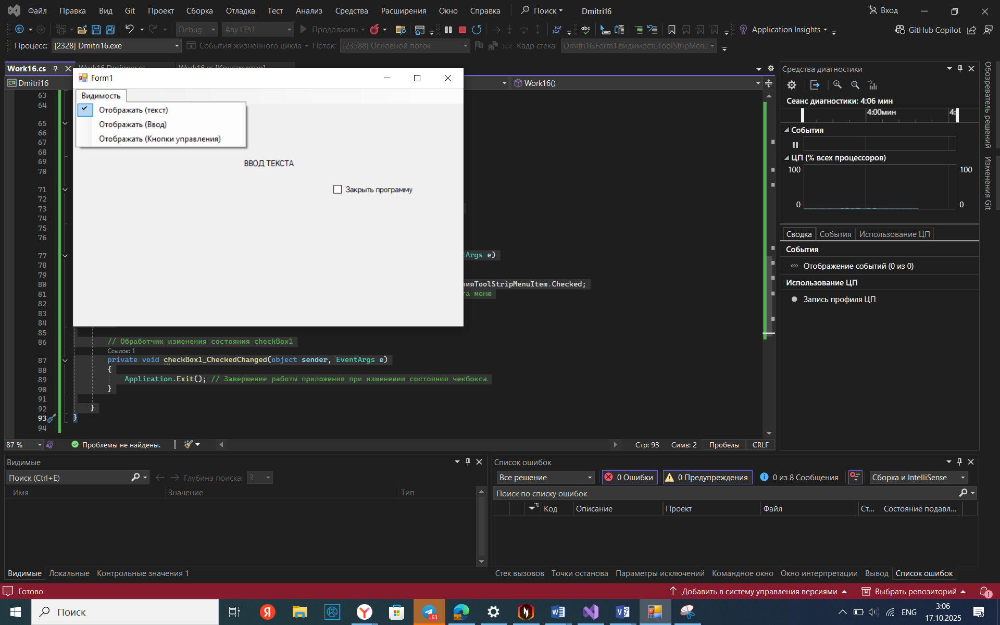 Файл Правка Вид Git Проект Сборка Отладка Тест Анализ Средства Расширения Окно Справка Поиск Dmitri16 Вход
Debug Any CPU Продолжить Application Insights GitHub Copilot
Процесс: [2328] Dmitri16.exe События жизненного цикла Поток: [23588] Основной поток Кадр стека: Dmitri16.Form1.видимостьToolStripMenu
Work16.cs
Dmitri16 Work16()
Form1
Видимость
Отображать (текст)
Отображать (Ввод)
Отображать (Кнопки управления)
ВВОД ТЕКСТА
Закрыть программу
63
64
65
66
67
68
69
70
71
72
73
74
75
76
77 Args e)
78
79
80 ToolStripMenuItem.Checked;
81 меню
82
83
84
85
86 // Обработчик изменения состояния checkBox1
Ссылок: 1
87 private void checkBox1_CheckedChanged(object sender, EventArgs e)
88 {
89 Application.Exit(); // Завершение работы приложения при изменении состояния чекбокса
90 }
91
92 }
93 }
94
87 % Проблемы не найдены. Стр: 93 Симв: 2 Пробелы CRLF
Средства диагностики
Сеанс диагностики: 4:06 мин
4:00мин 4:
События
ЦП (% всех процессоров)
100 100
0 0
Сводка События Использование ЦП
События
Отображение событий (0 из 0)
Использование ЦП
Запись профиля ЦП
Обозреватель решений
Изменения Git
Видимые
Поиск (Ctrl+E) Глубина поиска: 3
Имя Значение Тип
Видимые Локальные Контрольные значения 1
Список ошибок
Все решение 0 Ошибки 0 Предупреждения 0 из 8 Сообщения Сборка и IntelliSense
Поиск по списку ошибок
Код Описание Проект Файл Ст... Состояние подавл...
Стек вызовов Точки останова Параметры исключений Командное окно Окно интерпретации Вывод Список ошибок
Готово Добавить в систему управления версиями Выбрать репозиторий 1
Поиск ..63 ENG 3:06
17.10.2025